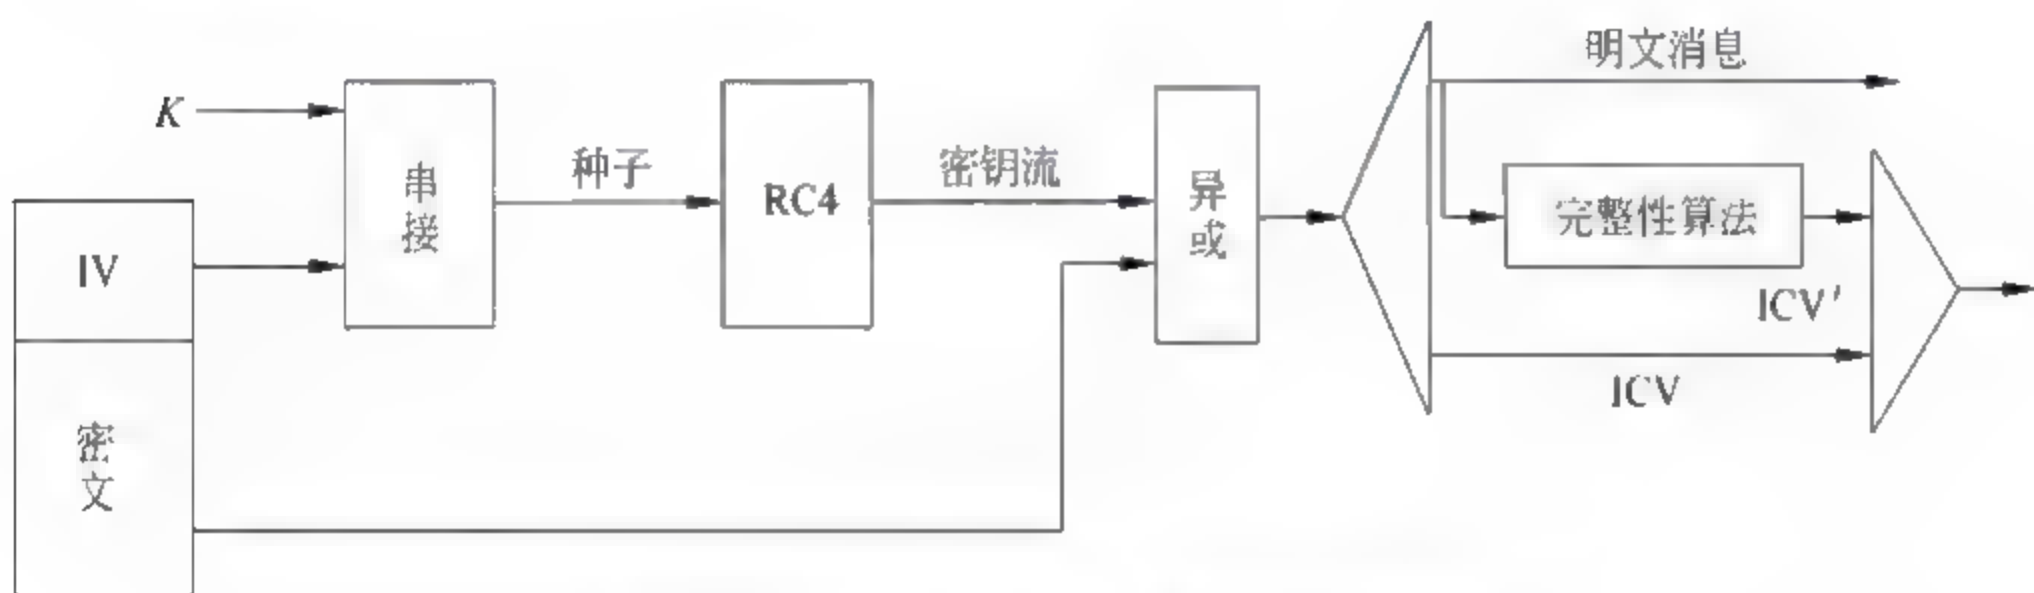 明文消息
K
串接
种子
RC4
密钥流
异或
完整性算法
IV
ICV'
ICV
密文